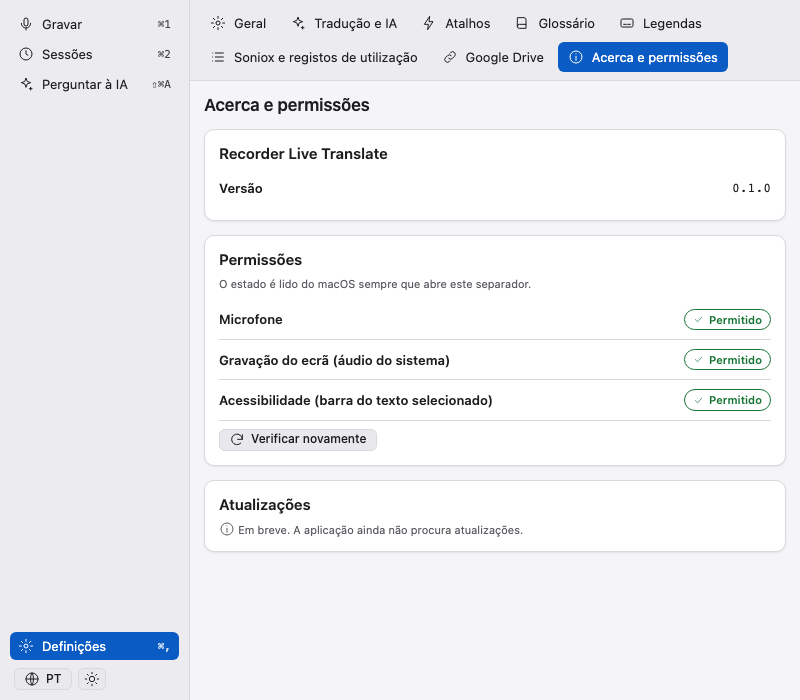 Gravar ⌘1
Sessões ⌘2
Perguntar à IA ⇧⌘A
Geral
Tradução e IA
Atalhos
Glossário
Legendas
Soniox e registos de utilização
Google Drive
Acerca e permissões
Acerca e permissões
Recorder Live Translate
Versão 0.1.0
Permissões
O estado é lido do macOS sempre que abre este separador.
Microfone Permitido
Gravação do ecrã (áudio do sistema) Permitido
Acessibilidade (barra do texto selecionado) Permitido
Verificar novamente
Atualizações
Em breve. A aplicação ainda não procura atualizações.
Definições ⌘,
PT